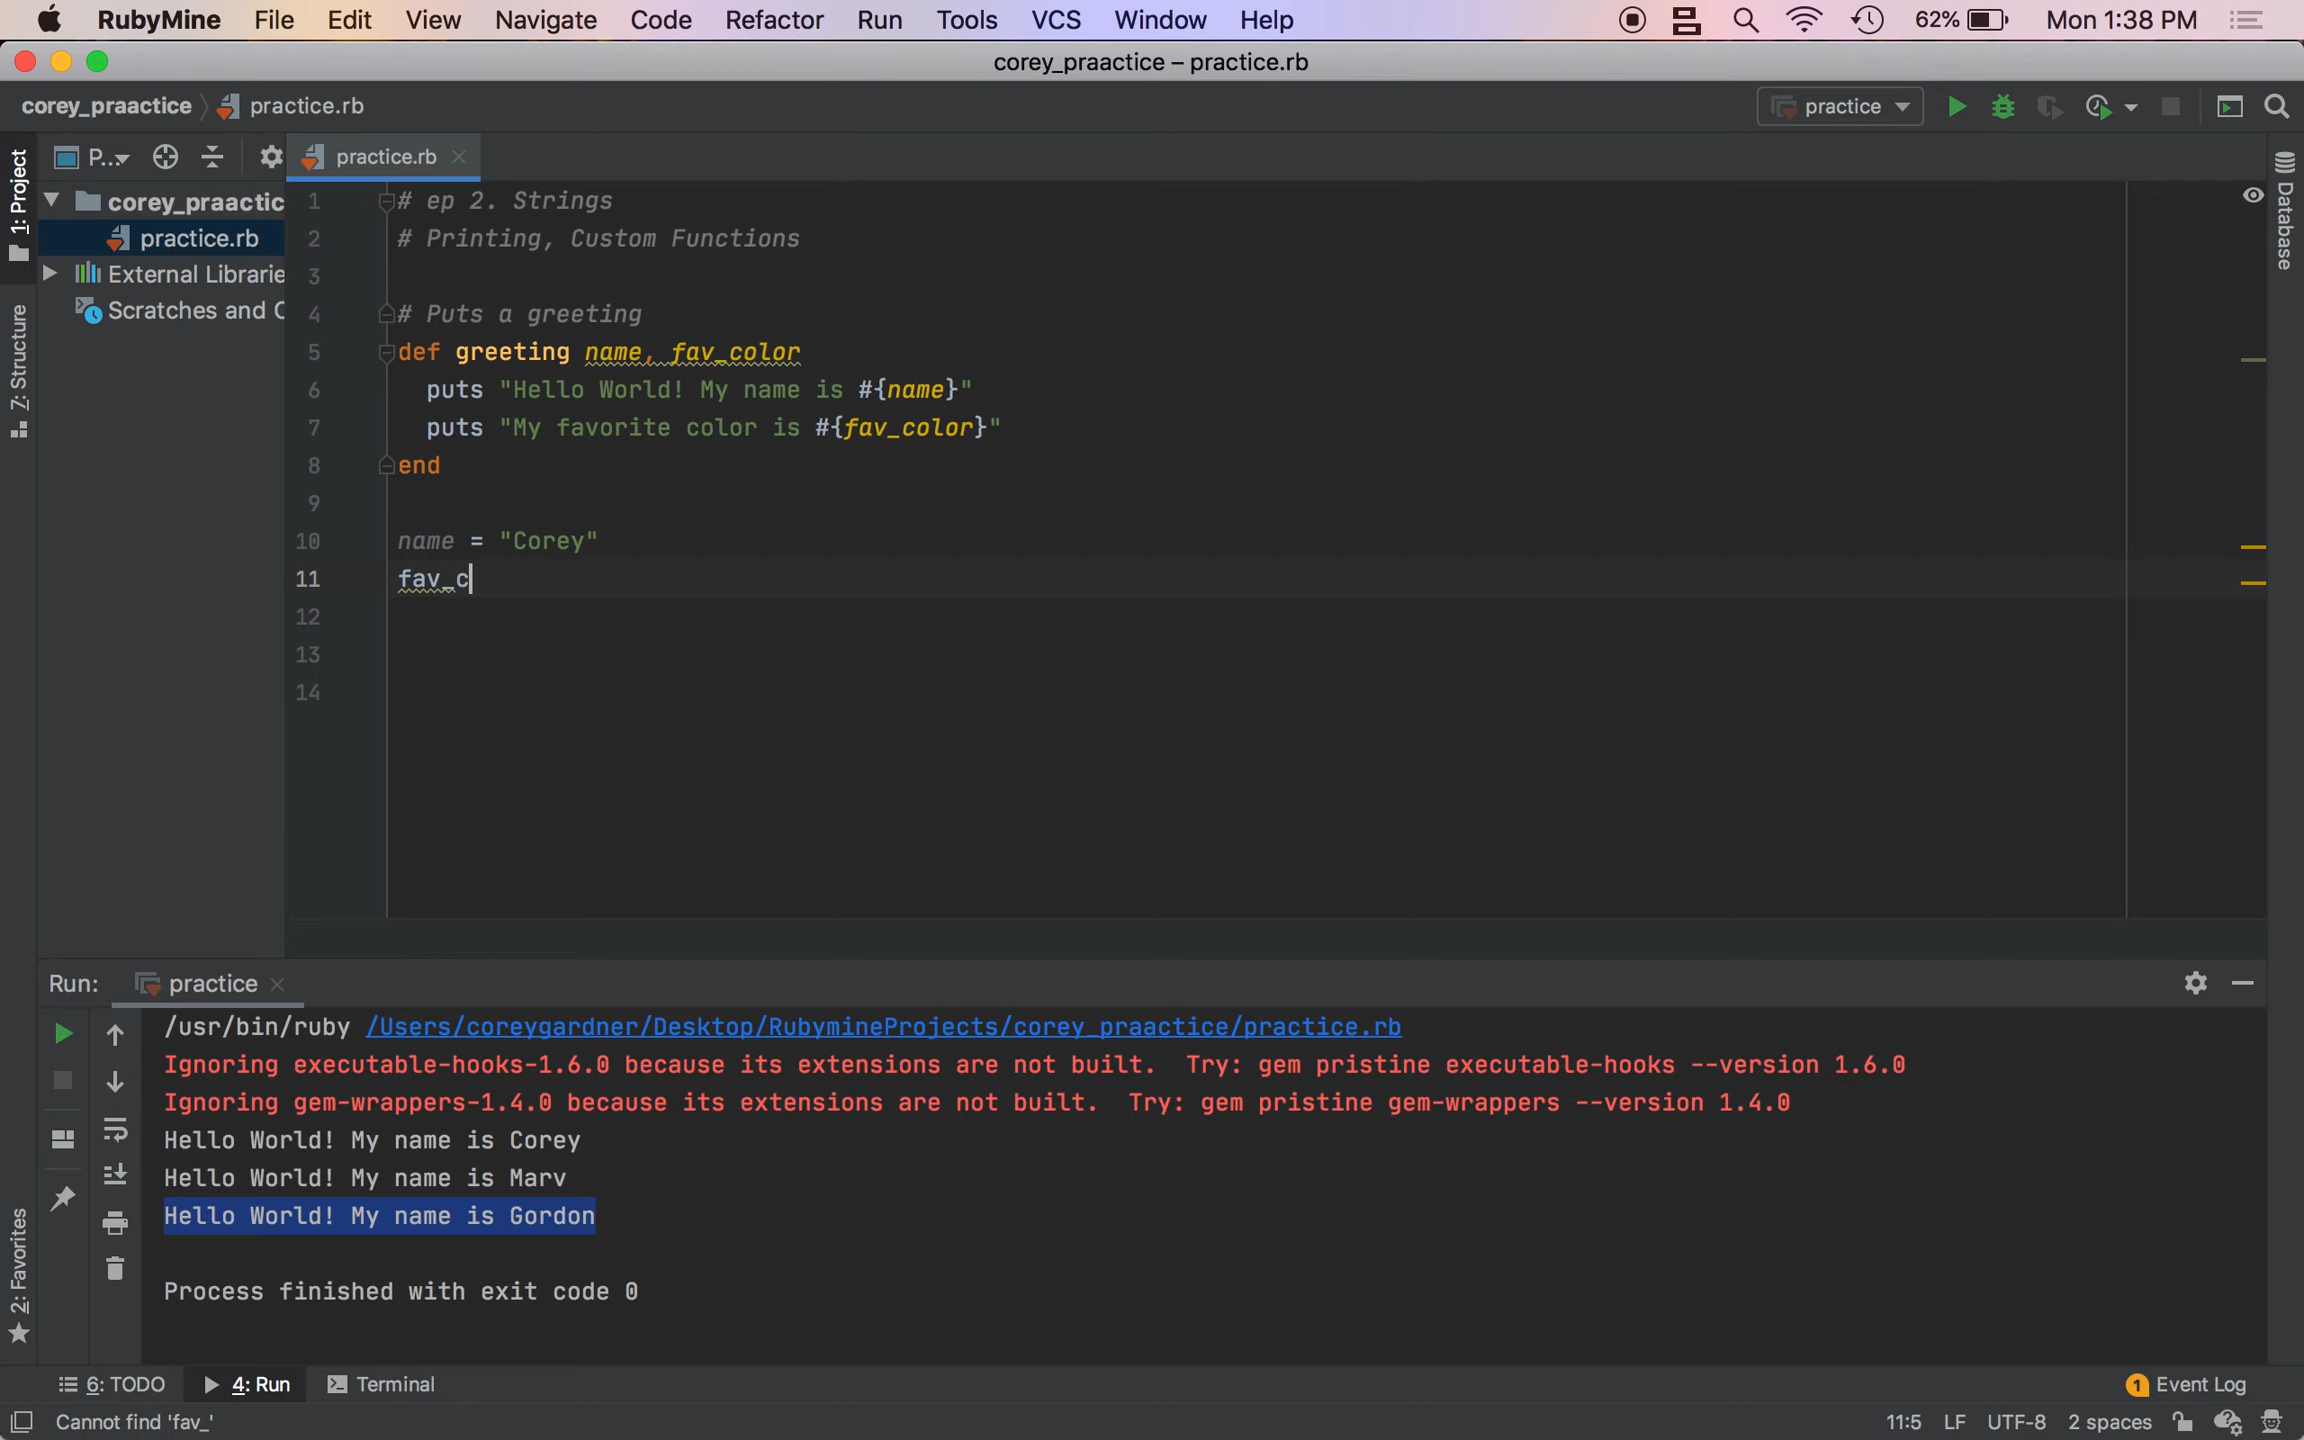 RubyMine File Edit View Navigate Code Refactor Run Tools VCS Window Help 62% Mon 1:38 PM
corey_praactice – practice.rb
corey_praactice practice.rb practice
1: Project
P... practice.rb
corey_praactic
practice.rb
External Librarie
Scratches and C
Z: Structure
2: Favorites
Database
1 # ep 2. Strings
2 # Printing, Custom Functions
3
4 # Puts a greeting
5 def greeting name, fav_color
6 puts "Hello World! My name is #{name}"
7 puts "My favorite color is #{fav_color}"
8 end
9
10 name = "Corey"
11 fav_c
12
13
14
Run: practice
/usr/bin/ruby /Users/coreygardner/Desktop/RubymineProjects/corey_praactice/practice.rb
Ignoring executable-hooks-1.6.0 because its extensions are not built.  Try: gem pristine executable-hooks --version 1.6.0
Ignoring gem-wrappers-1.4.0 because its extensions are not built.  Try: gem pristine gem-wrappers --version 1.4.0
Hello World! My name is Corey
Hello World! My name is Marv
Hello World! My name is Gordon
Process finished with exit code 0
6: TODO 4: Run Terminal 1 Event Log
Cannot find 'fav_' 11:5 LF UTF-8 2 spaces